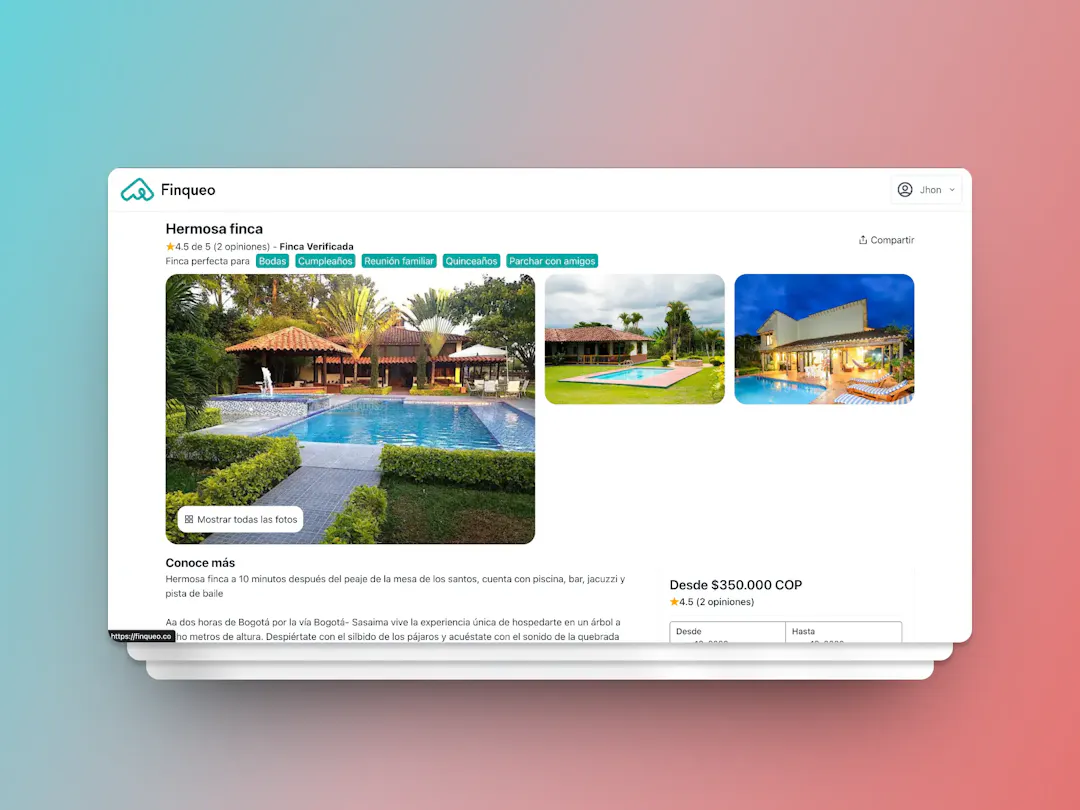 Finqueo
Jhon
Hermosa finca
4.5 de 5 (2 opiniones) - Finca Verificada
Compartir
Finca perfecta para Bodas Cumpleaños Reunión familiar Quinceaños Parchar con amigos
Mostrar todas las fotos
Conoce más
Hermosa finca a 10 minutos después del peaje de la mesa de los santos, cuenta con piscina, bar, jacuzzi y
pista de baile
Aa dos horas de Bogotá por la vía Bogotá- Sasaima vive la experiencia única de hospedarte en un árbol a
metros de altura. Despiértate con el silbido de los pájaros y acuéstate con el sonido de la quebrada
Desde $350.000 COP
4.5 (2 opiniones)
Desde
Hasta
https://finqueo.co